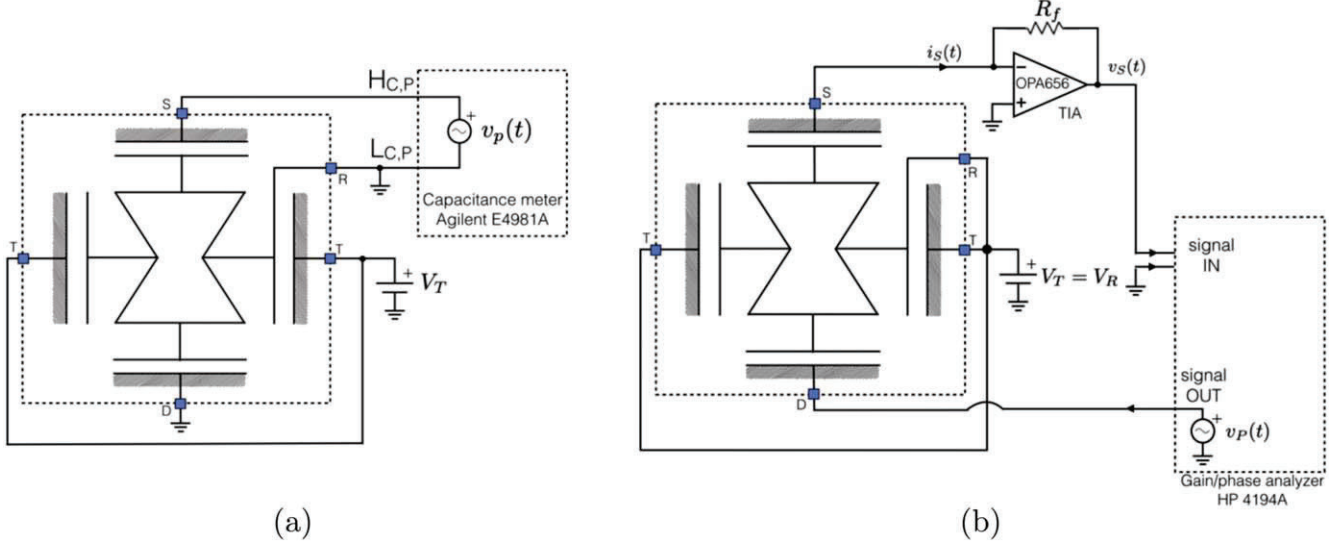 H_{C,P}
S
+
v_p(t)
L_{C,P}
R
Capacitance meter
Agilent E4981A
T
T
+
V_T
D
(a)
R_f
i_S(t)
−
OPA656
+
v_S(t)
TIA
S
R
T
T
+
V_T = V_R
signal
IN
signal
OUT
D
+
v_P(t)
Gain/phase analyzer
HP 4194A
(b)